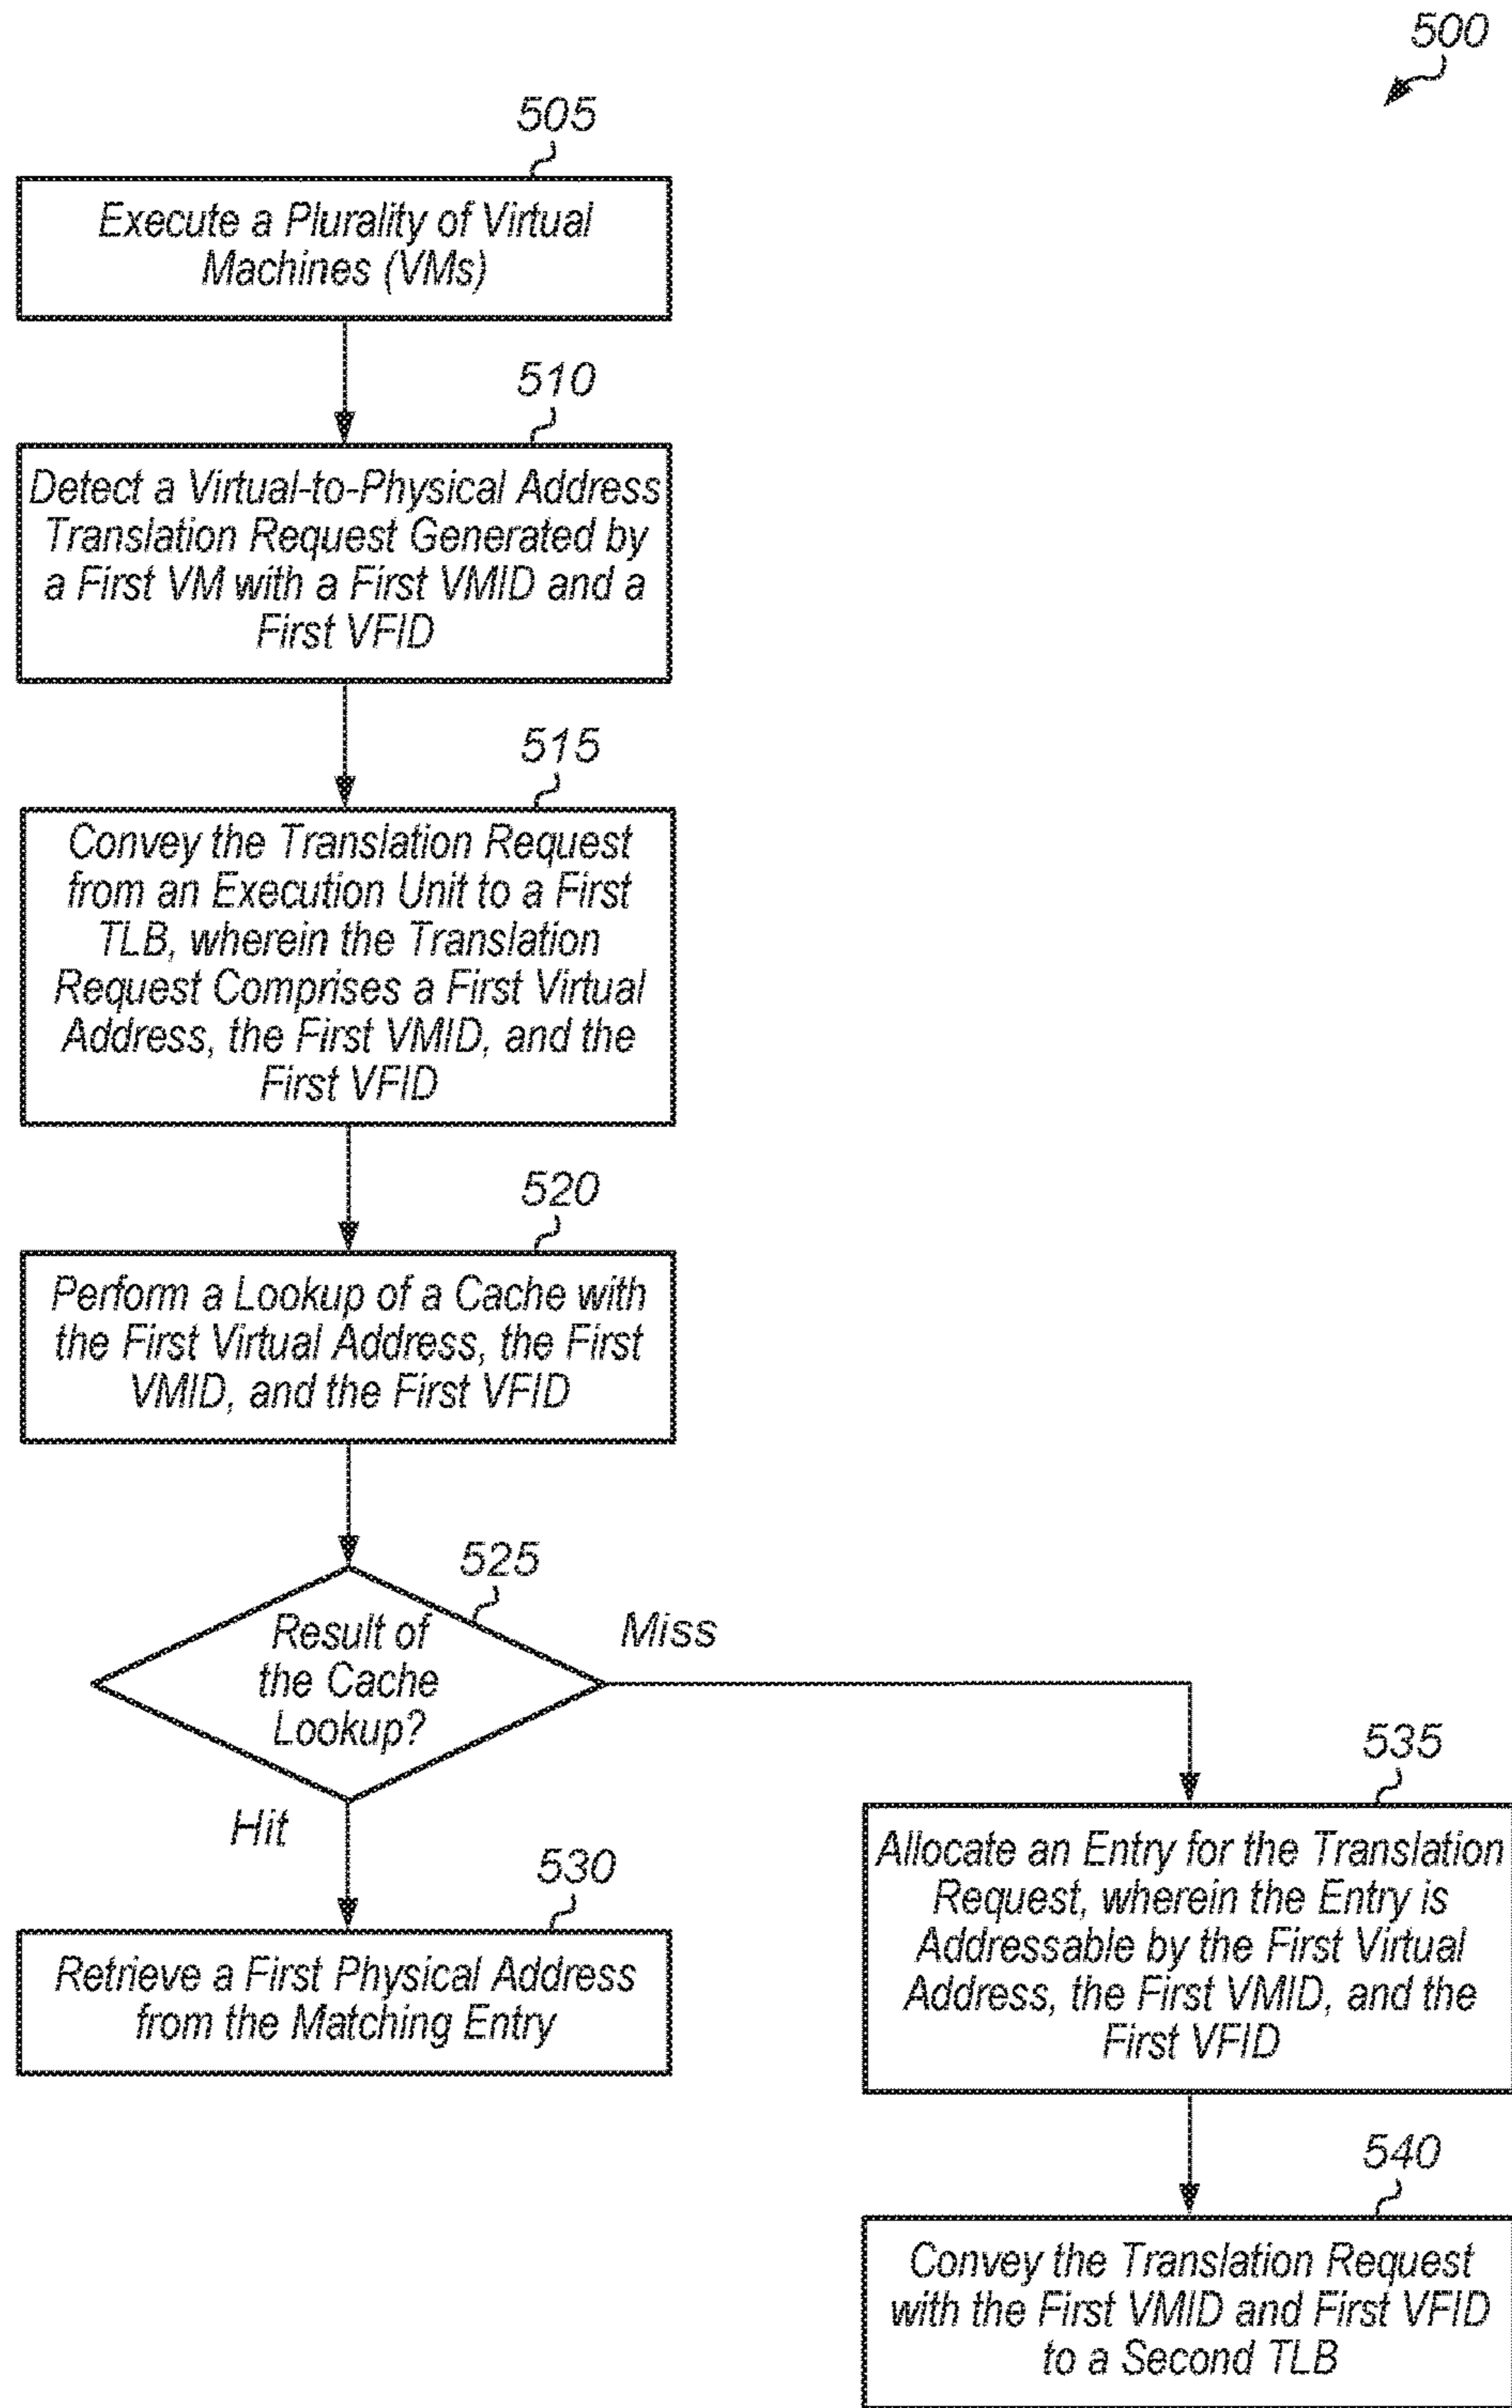 500
505
Execute a Plurality of Virtual
Machines (VMs)
510
Detect a Virtual-to-Physical Address
Translation Request Generated by
a First VM with a First VMID and a
First VFID
515
Convey the Translation Request
from an Execution Unit to a First
TLB, wherein the Translation
Request Comprises a First Virtual
Address, the First VMID, and the
First VFID
520
Perform a Lookup of a Cache with
the First Virtual Address, the First
VMID, and the First VFID
525
Result of
the Cache
Lookup?
Miss
Hit
530
Retrieve a First Physical Address
from the Matching Entry
535
Allocate an Entry for the Translation
Request, wherein the Entry is
Addressable by the First Virtual
Address, the First VMID, and the
First VFID
540
Convey the Translation Request
with the First VMID and First VFID
to a Second TLB